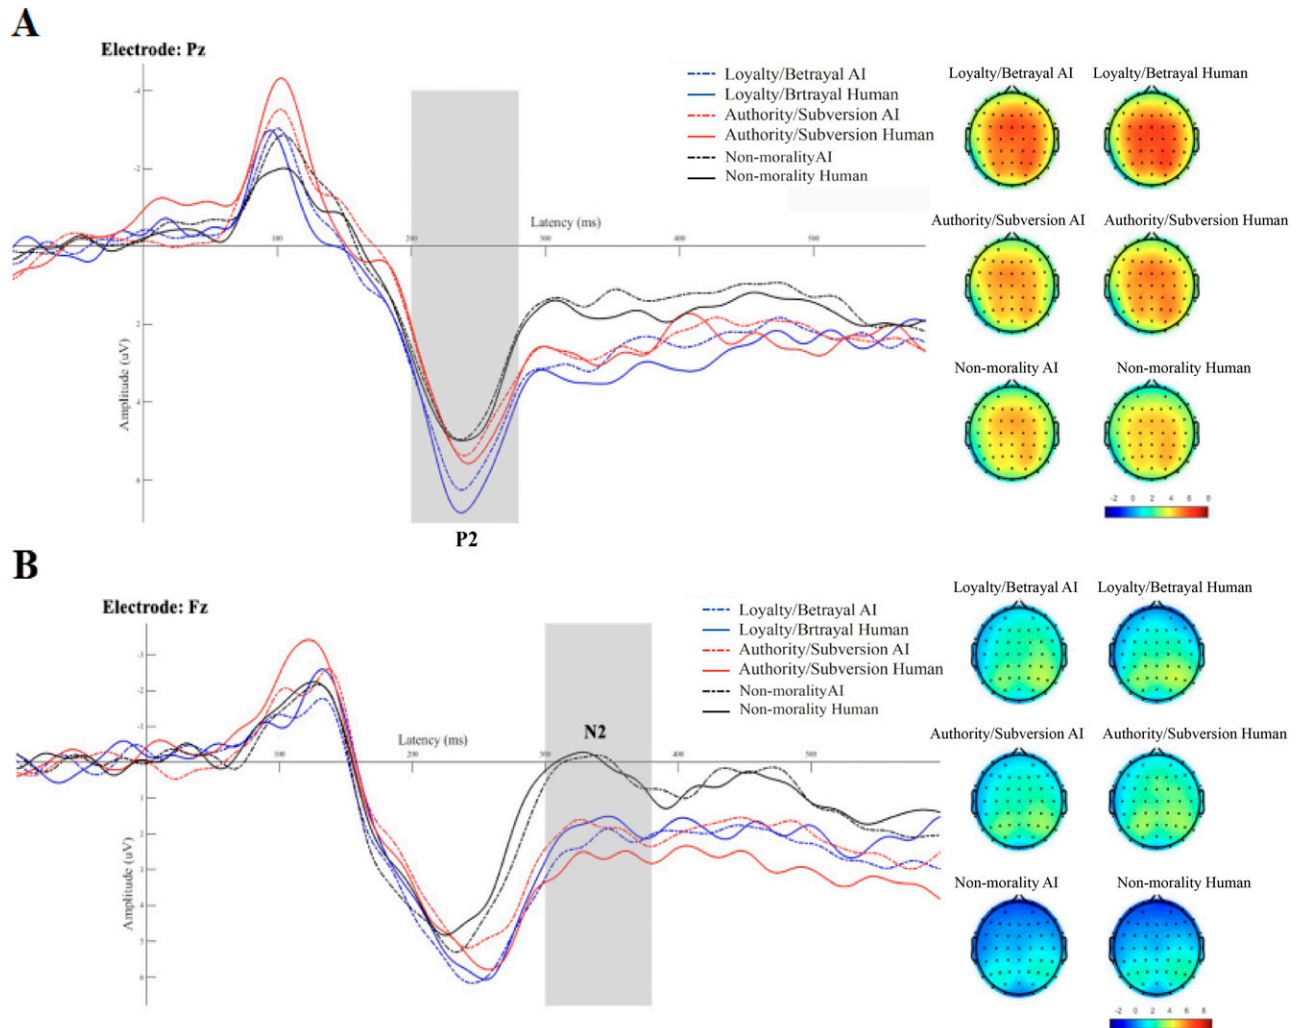 A
Electrode: Pz
-4
-2
2
4
6
100
200
300
400
500
Latency (ms)
Amplitude (uV)
P2
Loyalty/Betrayal AI
Loyalty/Brtrayal Human
Authority/Subversion AI
Authority/Subversion Human
Non-moralityAI
Non-morality Human
Loyalty/Betrayal AI
Loyalty/Betrayal Human
Authority/Subversion AI
Authority/Subversion Human
Non-morality AI
Non-morality Human
-2 0 2 4 6 8
B
Electrode: Fz
-3
-2
-1
1
2
3
4
5
6
100
200
300
400
500
Latency (ms)
Amplitude (uV)
N2
Loyalty/Betrayal AI
Loyalty/Brtrayal Human
Authority/Subversion AI
Authority/Subversion Human
Non-moralityAI
Non-morality Human
Loyalty/Betrayal AI
Loyalty/Betrayal Human
Authority/Subversion AI
Authority/Subversion Human
Non-morality AI
Non-morality Human
-2 0 2 4 6 8